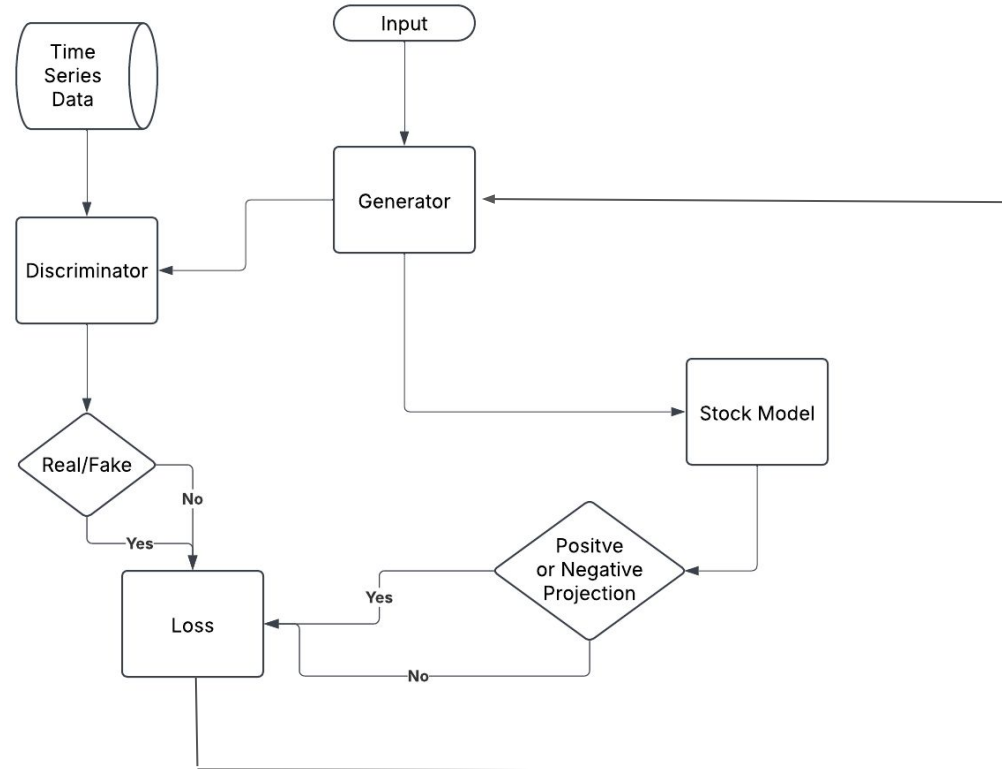 Input
Time
Series
Data
Generator
Discriminator
Stock Model
Real/Fake
No
Yes
Positve
or Negative
Projection
Yes
Loss
No